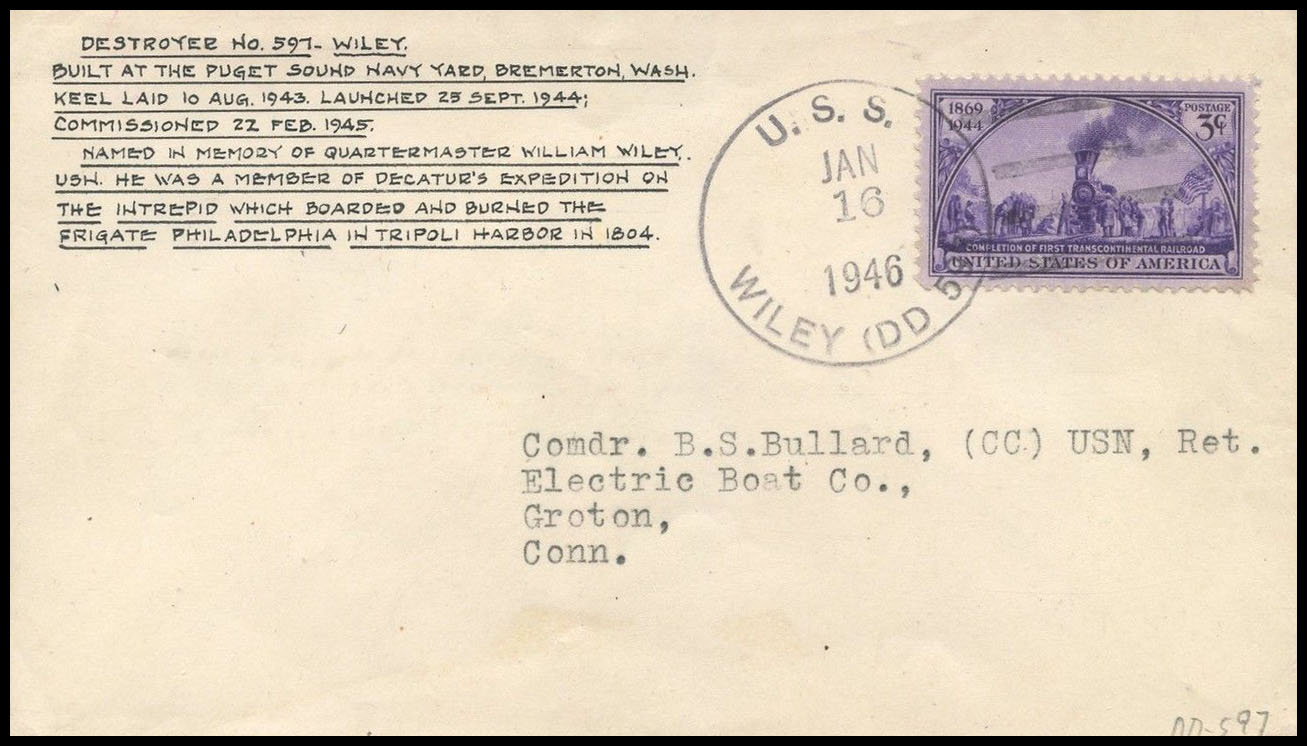 DESTROYER NO. 597- WILEY.
BUILT AT THE PUGET SOUND NAVY YARD, BREMERTON, WASH.
KEEL LAID 10 AUG. 1943. LAUNCHED 25 SEPT. 1944;
COMMISSIONED 22 FEB. 1945.
NAMED IN MEMORY OF QUARTERMASTER WILLIAM WILEY,
USN. HE WAS A MEMBER OF DECATUR'S EXPEDITION ON
THE INTREPID WHICH BOARDED AND BURNED THE
FRIGATE PHILADELPHIA IN TRIPOLI HARBOR IN 1804.
U. S. S.
JAN
16
1946
WILEY (DD 59
1869
1944
POSTAGE
3¢
COMPLETION OF FIRST TRANSCONTINENTAL RAILROAD
UNITED STATES OF AMERICA
Comdr. B.S.Bullard, (CC) USN, Ret.
Electric Boat Co.,
Groton,
Conn.
DD-597